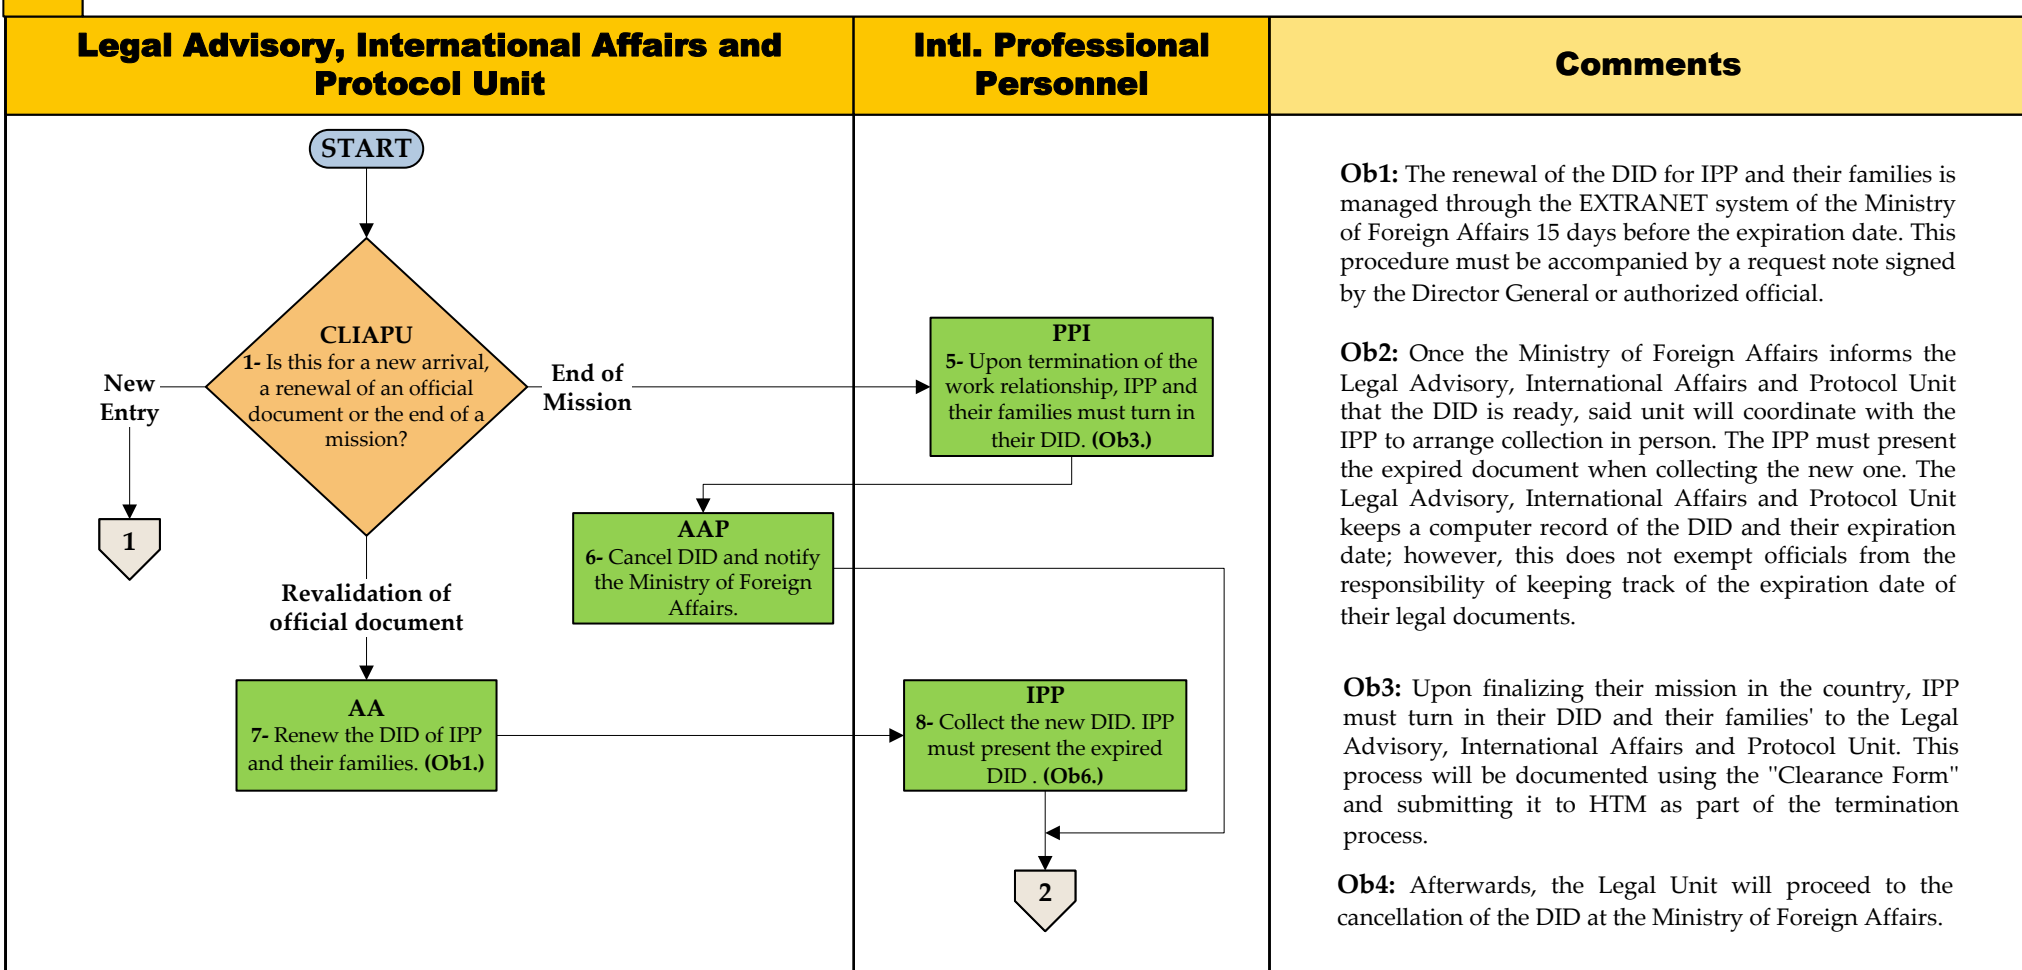 Legal Advisory, International Affairs and
Protocol Unit
Intl. Professional
Personnel
Comments
START
CLIAPU
1- Is this for a new arrival,
a renewal of an official
document or the end of a
mission?
New
Entry
End of
Mission
1
Revalidation of
official document
PPI
5- Upon termination of the
work relationship, IPP and
their families must turn in
their DID. (Ob3.)
AAP
6- Cancel DID and notify
the Ministry of Foreign
Affairs.
AA
7- Renew the DID of IPP
and their families. (Ob1.)
IPP
8- Collect the new DID. IPP
must present the expired
DID . (Ob6.)
2
Ob1: The renewal of the DID for IPP and their families is
managed through the EXTRANET system of the Ministry
of Foreign Affairs 15 days before the expiration date. This
procedure must be accompanied by a request note signed
by the Director General or authorized official.
Ob2: Once the Ministry of Foreign Affairs informs the
Legal Advisory, International Affairs and Protocol Unit
that the DID is ready, said unit will coordinate with the
IPP to arrange collection in person. The IPP must present
the expired document when collecting the new one. The
Legal Advisory, International Affairs and Protocol Unit
keeps a computer record of the DID and their expiration
date; however, this does not exempt officials from the
responsibility of keeping track of the expiration date of
their legal documents.
Ob3: Upon finalizing their mission in the country, IPP
must turn in their DID and their families' to the Legal
Advisory, International Affairs and Protocol Unit. This
process will be documented using the "Clearance Form"
and submitting it to HTM as part of the termination
process.
Ob4: Afterwards, the Legal Unit will proceed to the
cancellation of the DID at the Ministry of Foreign Affairs.